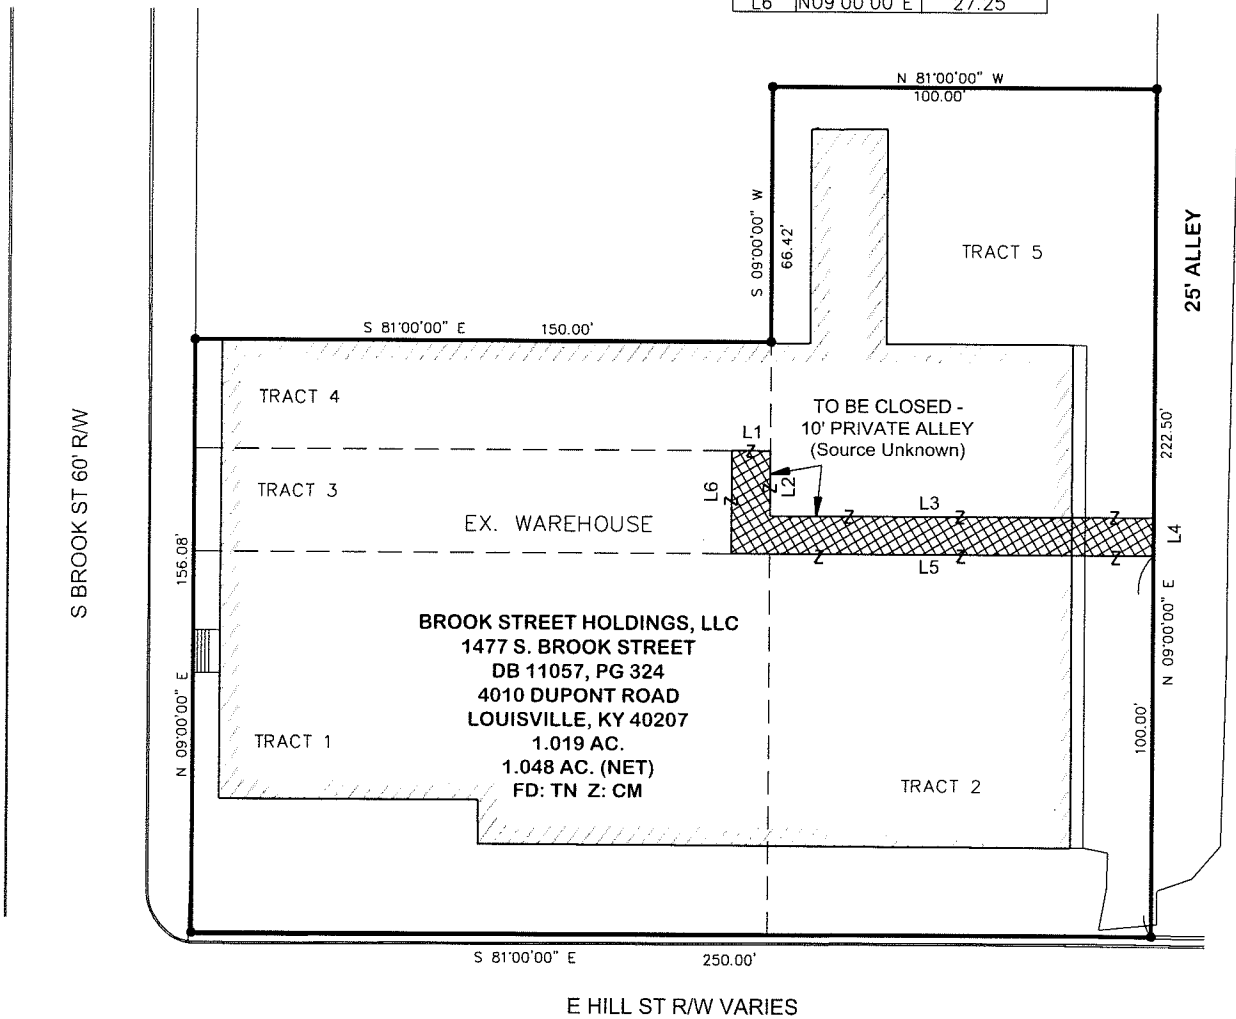 L6 N09°00'00"E 27.25'
N 81°00'00" W
100.00'
S 09°00'00" W
66.42'
TRACT 5
25' ALLEY
S 81°00'00" E 150.00'
TRACT 4
TO BE CLOSED -
10' PRIVATE ALLEY
(Source Unknown)
L1
222.50'
S BROOK ST 60' R/W
TRACT 3
L6
L2
L3
EX. WAREHOUSE
L4
156.08'
L5
N 09°00'00" E
BROOK STREET HOLDINGS, LLC
1477 S. BROOK STREET
DB 11057, PG 324
4010 DUPONT ROAD
LOUISVILLE, KY 40207
1.019 AC.
1.048 AC. (NET)
FD: TN Z: CM
N 09°00'00" E
100.00'
TRACT 1
TRACT 2
S 81°00'00" E 250.00'
E HILL ST R/W VARIES